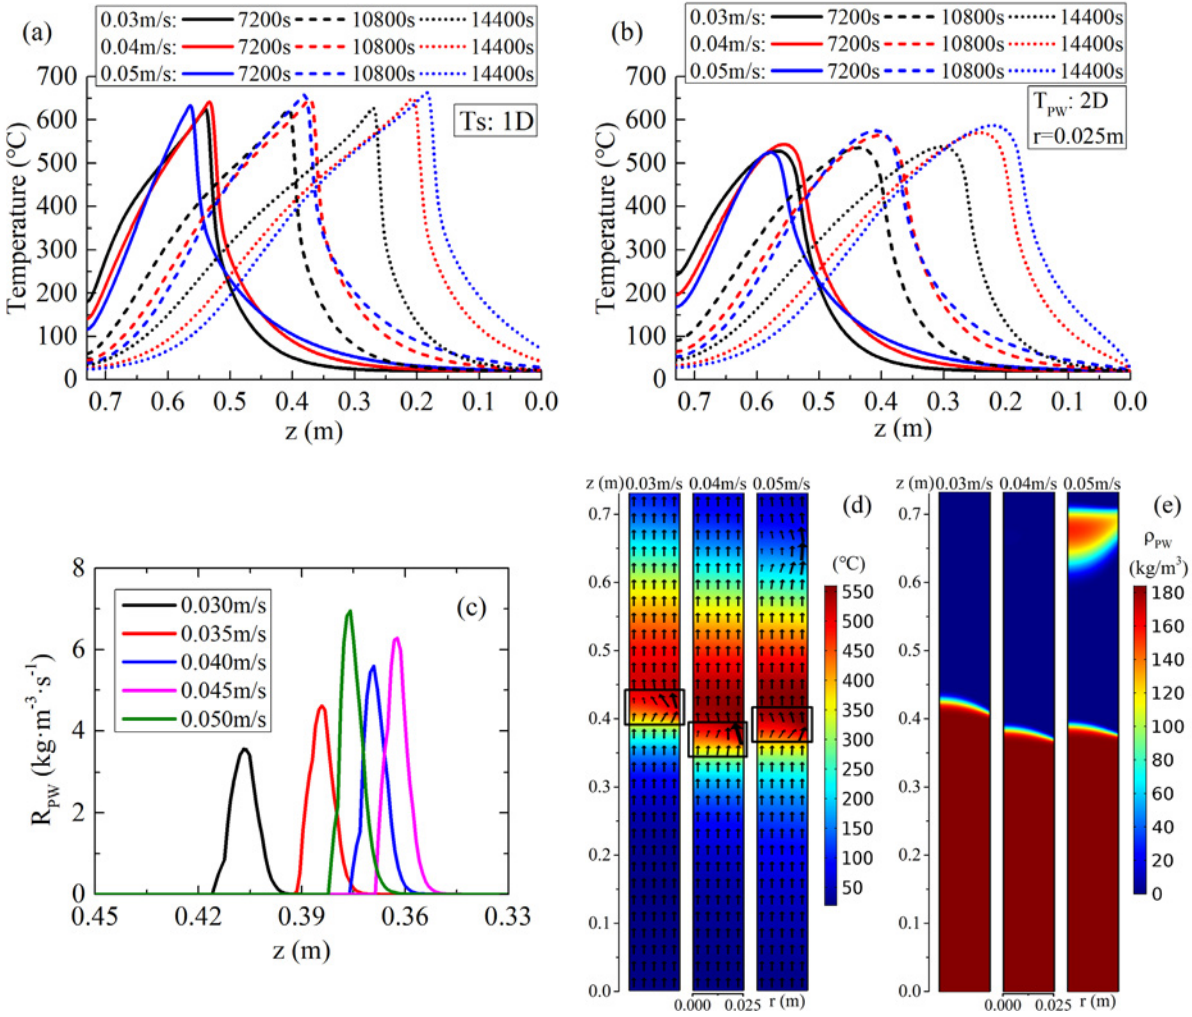 (a)
0.03m/s: 7200s 10800s 14400s
0.04m/s: 7200s 10800s 14400s
0.05m/s: 7200s 10800s 14400s
Ts: 1D
Temperature (℃)
700
600
500
400
300
200
100
0
0.7 0.6 0.5 0.4 0.3 0.2 0.1 0.0
z (m)
(b)
0.03m/s: 7200s 10800s 14400s
0.04m/s: 7200s 10800s 14400s
0.05m/s: 7200s 10800s 14400s
T_PW: 2D
r=0.025m
Temperature (℃)
700
600
500
400
300
200
100
0
0.7 0.6 0.5 0.4 0.3 0.2 0.1 0.0
z (m)
(c)
0.030m/s
0.035m/s
0.040m/s
0.045m/s
0.050m/s
R_PW (kg·m⁻³·s⁻¹)
8
6
4
2
0
0.45 0.42 0.39 0.36 0.33
z (m)
z (m) 0.03m/s 0.04m/s 0.05m/s
(d)
(℃)
0.7
0.6
0.5
0.4
0.3
0.2
0.1
0.0
550
500
450
400
350
300
250
200
150
100
50
0.000 0.025 r (m)
z (m) 0.03m/s 0.04m/s 0.05m/s
(e)
ρ_PW
(kg/m³)
0.7
0.6
0.5
0.4
0.3
0.2
0.1
0.0
180
160
140
120
100
80
60
40
20
0
0.000 0.025 r (m)